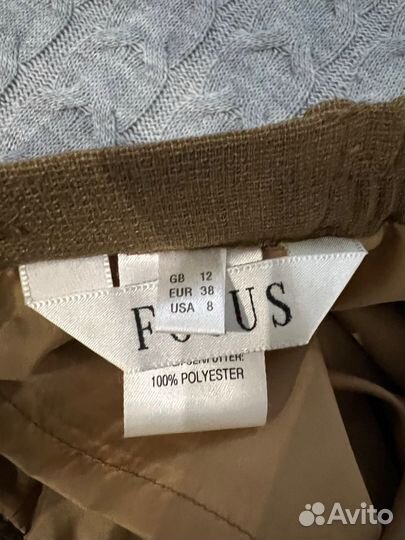 GB 12
EUR 38
USA 8
FOCUS
100% POLYESTER
Avito